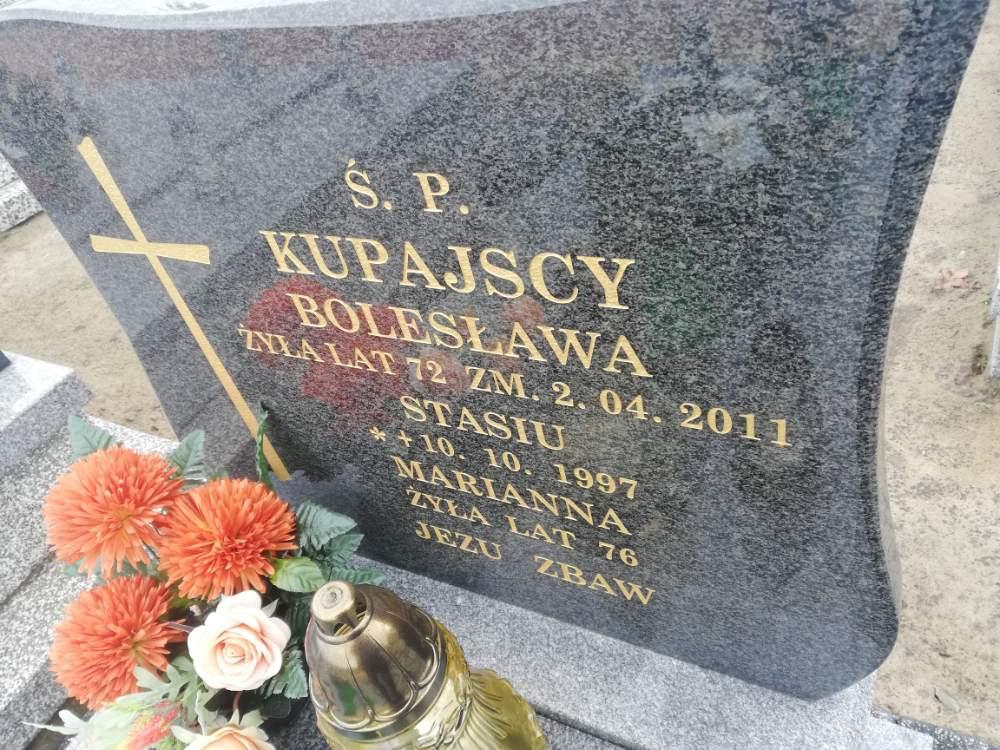 Ś. P.
KUPAJSCY
BOLESŁAWA
ŻYŁA LAT 72 ZM. 2. 04. 2011
STASIU
* + 10. 10. 1997
MARIANNA
ŻYŁA LAT 76
JEZU ZBAW